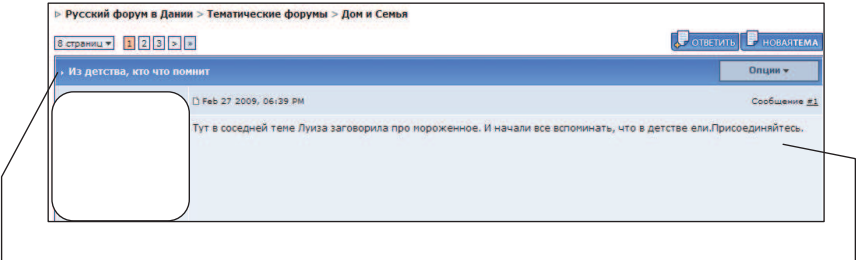 ▹ Русский форум в Дании > Тематические форумы > Дом и Семья
8 страниц ▾ 1 2 3 > » ОТВЕТИТЬ НОВАЯТЕМА
› Из детства, кто что помнит Опции ▾
Feb 27 2009, 06:39 PM Сообщение #1
Тут в соседней теме Луиза заговорила про мороженное. И начали все вспоминать, что в детстве ели.Присоединяйтесь.